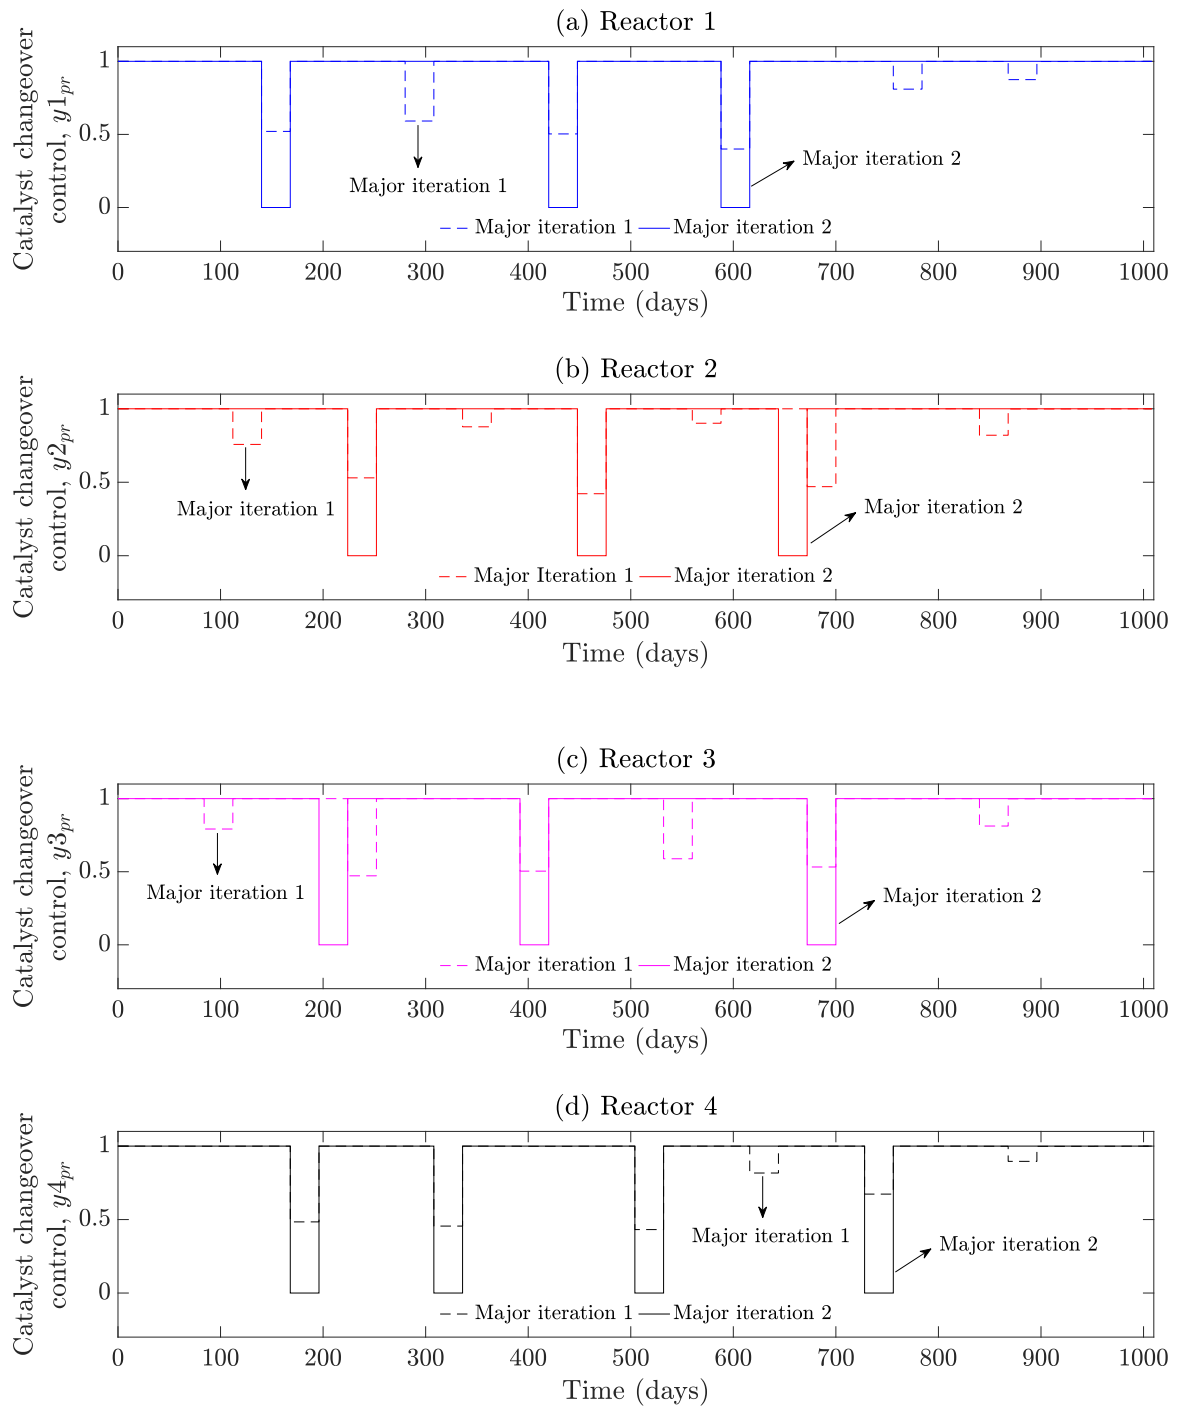 (a) Reactor 1
Catalyst changeover
control, y1pr
1
0.5
0
Major iteration 1
Major iteration 2
Major iteration 1 Major iteration 2
0 100 200 300 400 500 600 700 800 900 1000
Time (days)
(b) Reactor 2
Catalyst changeover
control, y2pr
1
0.5
0
Major iteration 1
Major iteration 2
Major Iteration 1 Major iteration 2
0 100 200 300 400 500 600 700 800 900 1000
Time (days)
(c) Reactor 3
Catalyst changeover
control, y3pr
1
0.5
0
Major iteration 1
Major iteration 2
Major iteration 1 Major iteration 2
0 100 200 300 400 500 600 700 800 900 1000
Time (days)
(d) Reactor 4
Catalyst changeover
control, y4pr
1
0.5
0
Major iteration 1
Major iteration 2
Major iteration 1 Major iteration 2
0 100 200 300 400 500 600 700 800 900 1000
Time (days)